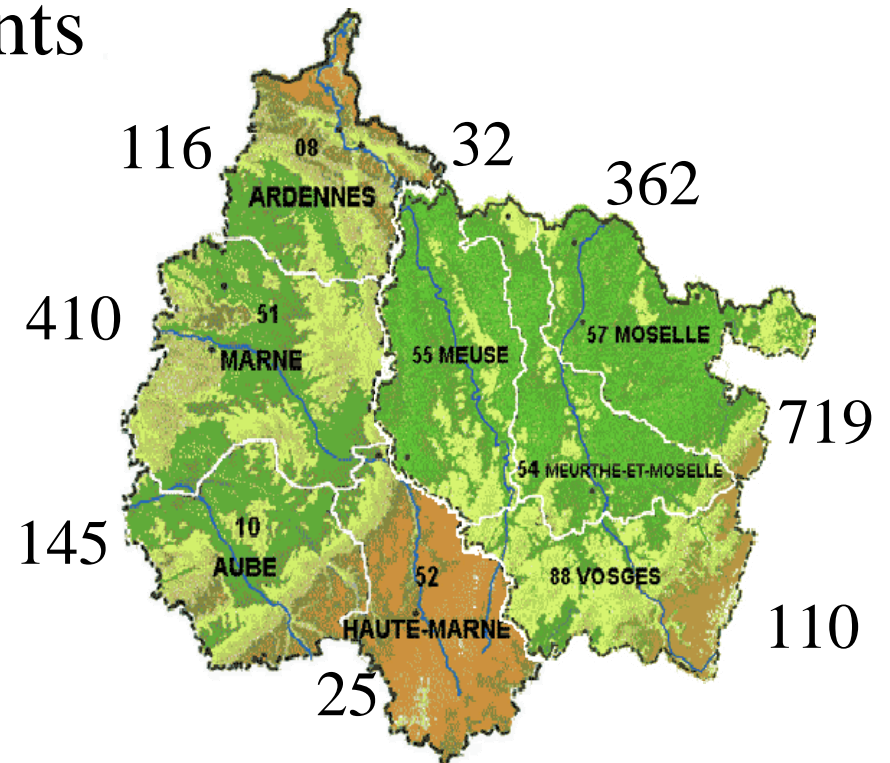 nts
116
08
ARDENNES
32
362
410
51
MARNE
55 MEUSE
57 MOSELLE
719
54 MEURTHE-ET-MOSELLE
145
10
AUBE
52
HAUTE-MARNE
88 VOSGES
110
25